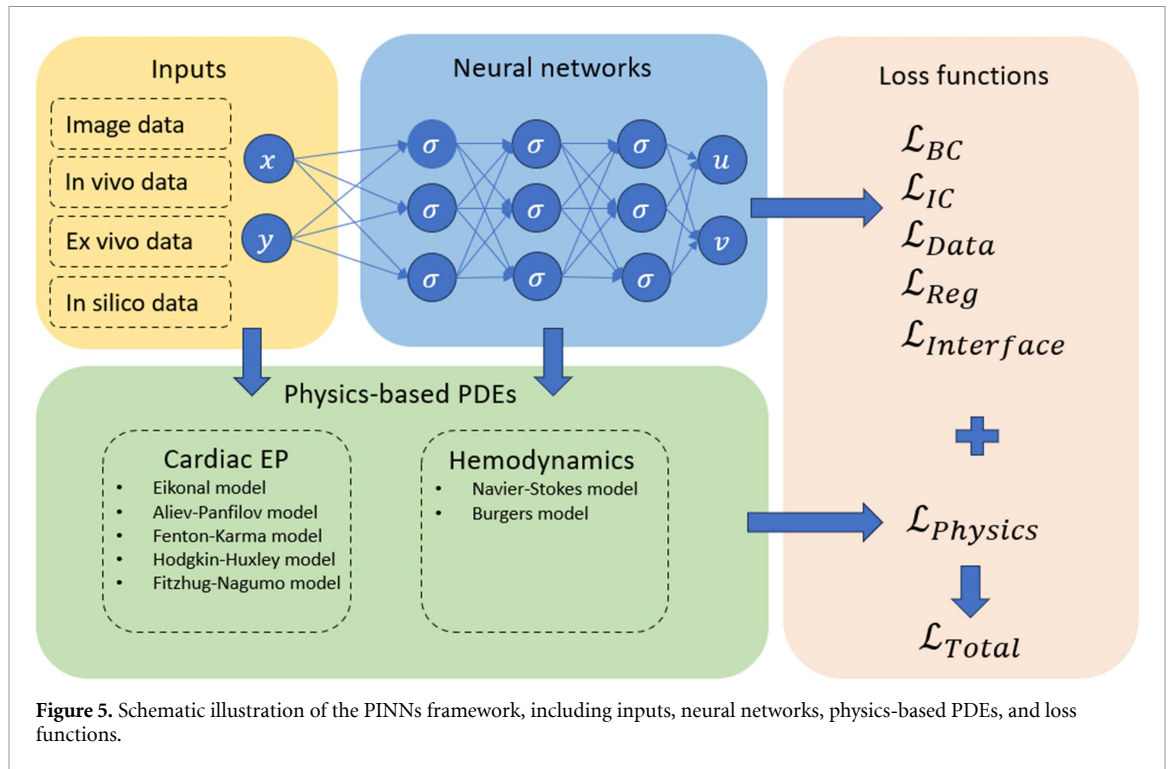 Inputs
Image data
In vivo data
Ex vivo data
In silico data
x
y
Neural networks
σ σ σ
σ σ σ
σ σ σ
u
v
Loss functions
ℒ_BC
ℒ_IC
ℒ_Data
ℒ_Reg
ℒ_Interface
+
ℒ_Physics
ℒ_Total
Physics-based PDEs
Cardiac EP
• Eikonal model
• Aliev-Panfilov model
• Fenton-Karma model
• Hodgkin-Huxley model
• Fitzhug-Nagumo model
Hemodynamics
• Navier-Stokes model
• Burgers model
Figure 5. Schematic illustration of the PINNs framework, including inputs, neural networks, physics-based PDEs, and loss
functions.